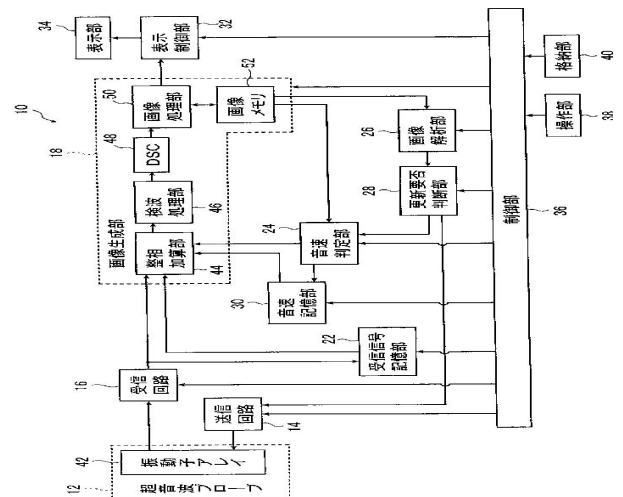 10
12
超音波プローブ
42
振動子アレイ
14
送信
回路
16
受信
回路
18
画像生成部
44
整相
加算部
46
検波
処理部
48
DSC
50
画像
処理部
52
画像
メモリ
32
表示
制御部
34
表示部
22
受信信号
記憶部
30
音速
記憶部
24
音速
判定部
26
画像
解析部
28
更新要否
判断部
36
制御部
38
操作部
40
格納部